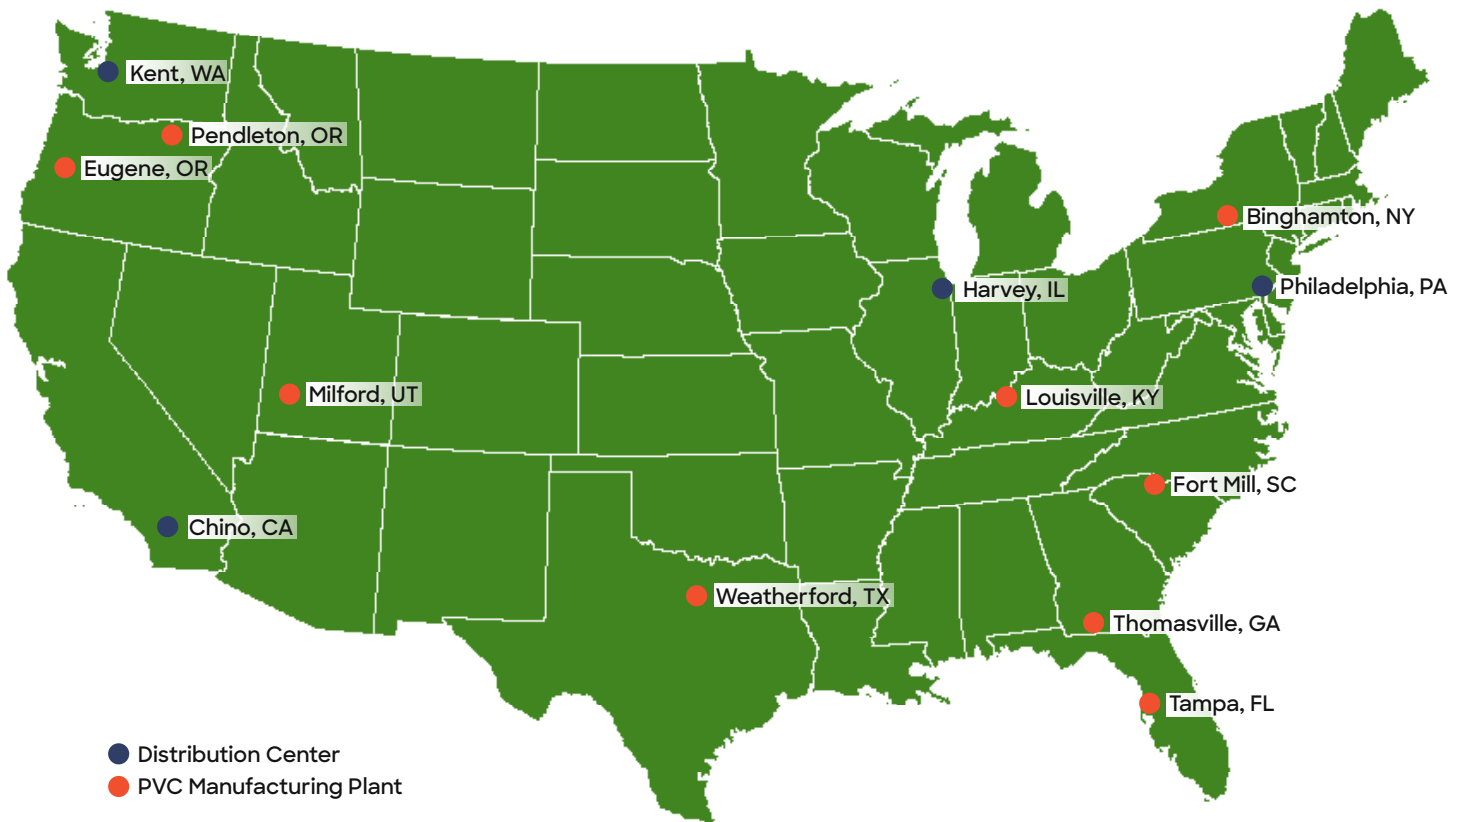 Kent, WA
Pendleton, OR
Eugene, OR
Binghamton, NY
Philadelphia, PA
Harvey, IL
Milford, UT
Louisville, KY
Fort Mill, SC
Chino, CA
Weatherford, TX
Thomasville, GA
Tampa, FL
Distribution Center
PVC Manufacturing Plant